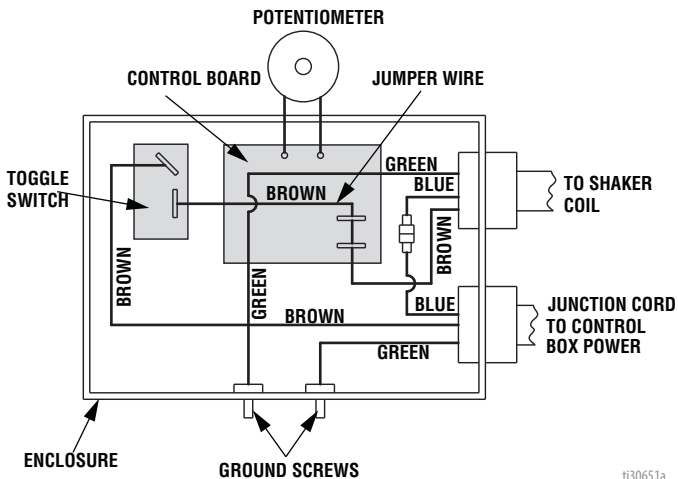 POTENTIOMETER
CONTROL BOARD
JUMPER WIRE
GREEN
BLUE
TOGGLE
SWITCH
BROWN
TO SHAKER
COIL
BROWN
BROWN
GREEN
BLUE
BROWN
GREEN
JUNCTION CORD
TO CONTROL
BOX POWER
ENCLOSURE
GROUND SCREWS
ti30651a